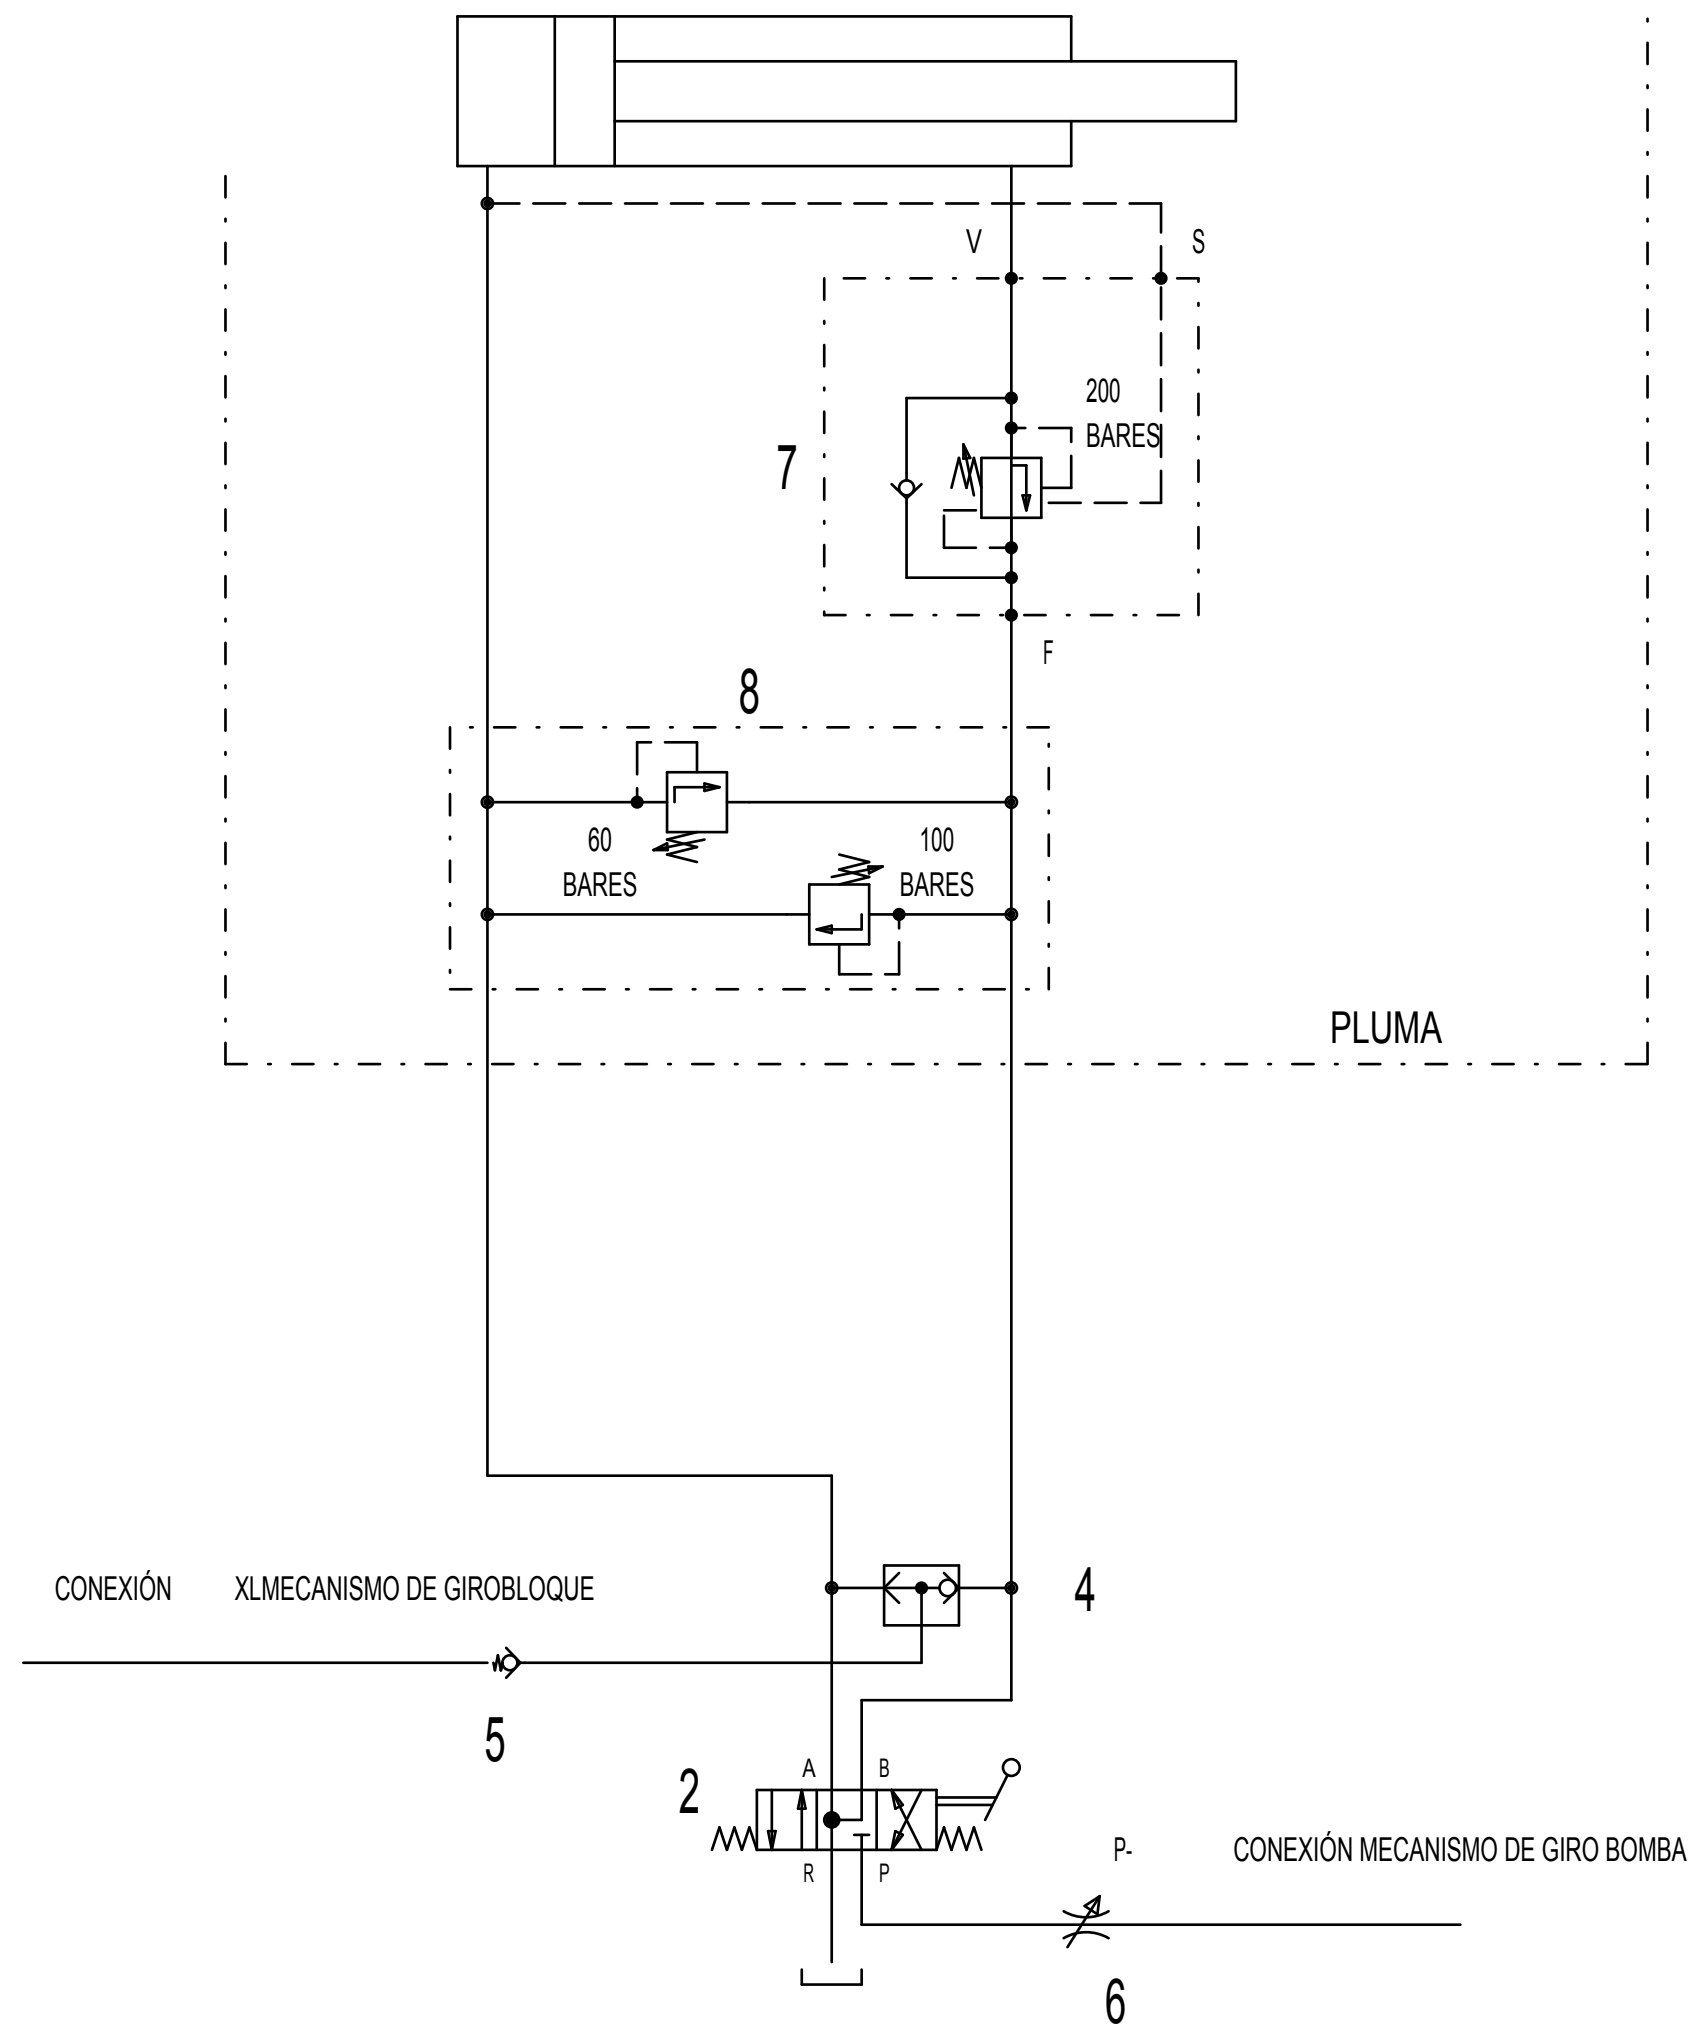 V
S
200
BARES
7
F
8
60
BARES
100
BARES
PLUMA
4
CONEXIÓN XLMECANISMO DE GIROBLOQUE
5
2
A
B
R
P
P-
CONEXIÓN MECANISMO DE GIRO BOMBA
6